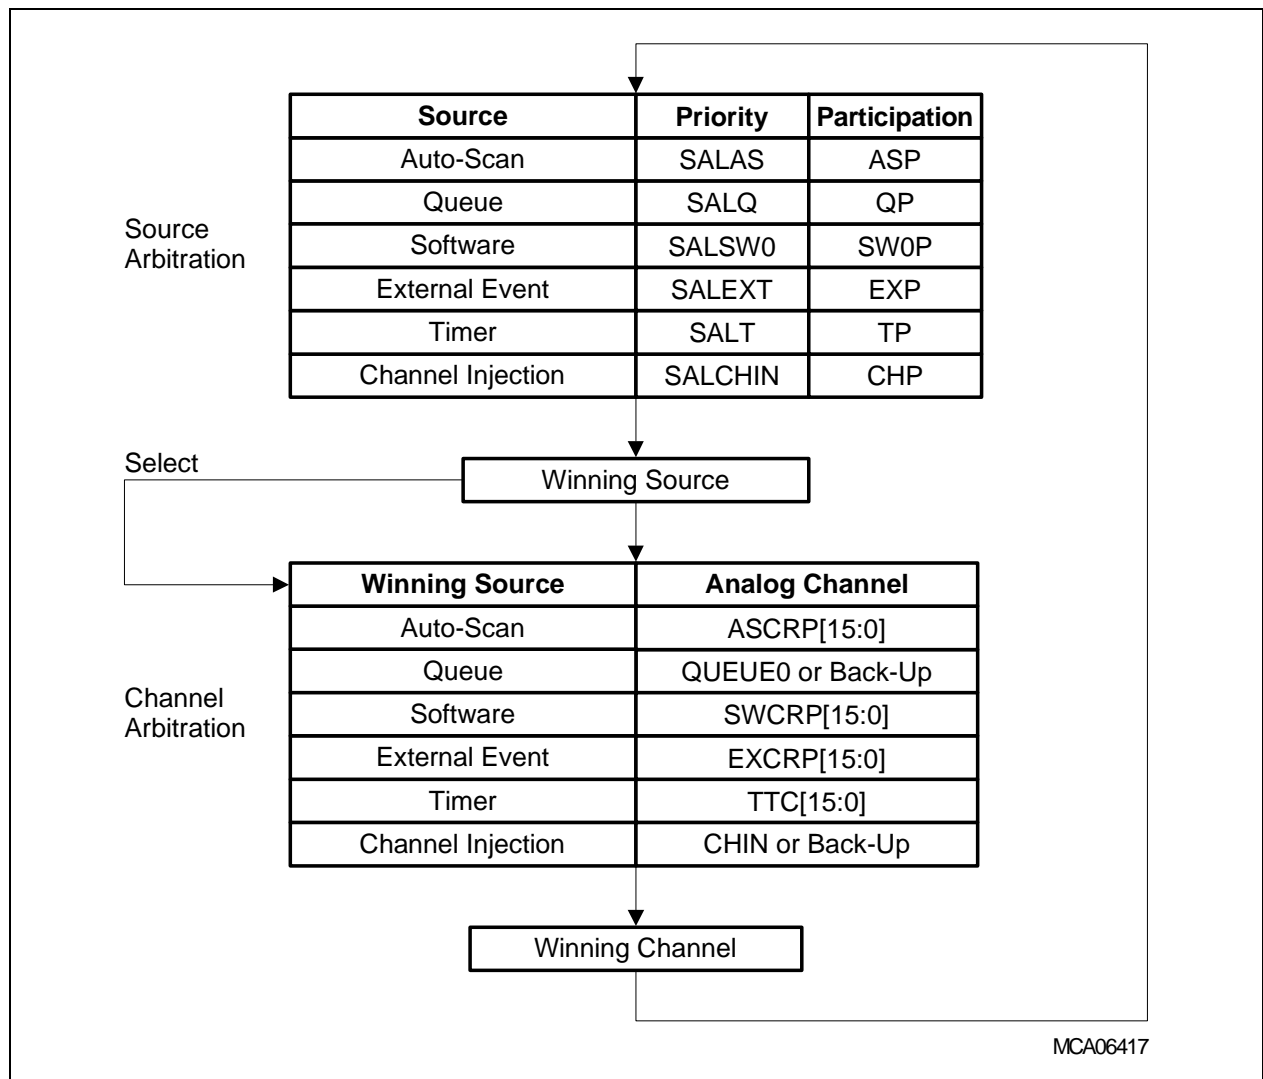 Source Priority Participation
Auto-Scan SALAS ASP
Queue SALQ QP
Source
Arbitration
Software SALSW0 SW0P
External Event SALEXT EXP
Timer SALT TP
Channel Injection SALCHIN CHP
Select
Winning Source
Winning Source Analog Channel
Auto-Scan ASCRP[15:0]
Queue QUEUE0 or Back-Up
Channel
Arbitration
Software SWCRP[15:0]
External Event EXCRP[15:0]
Timer TTC[15:0]
Channel Injection CHIN or Back-Up
Winning Channel
MCA06417